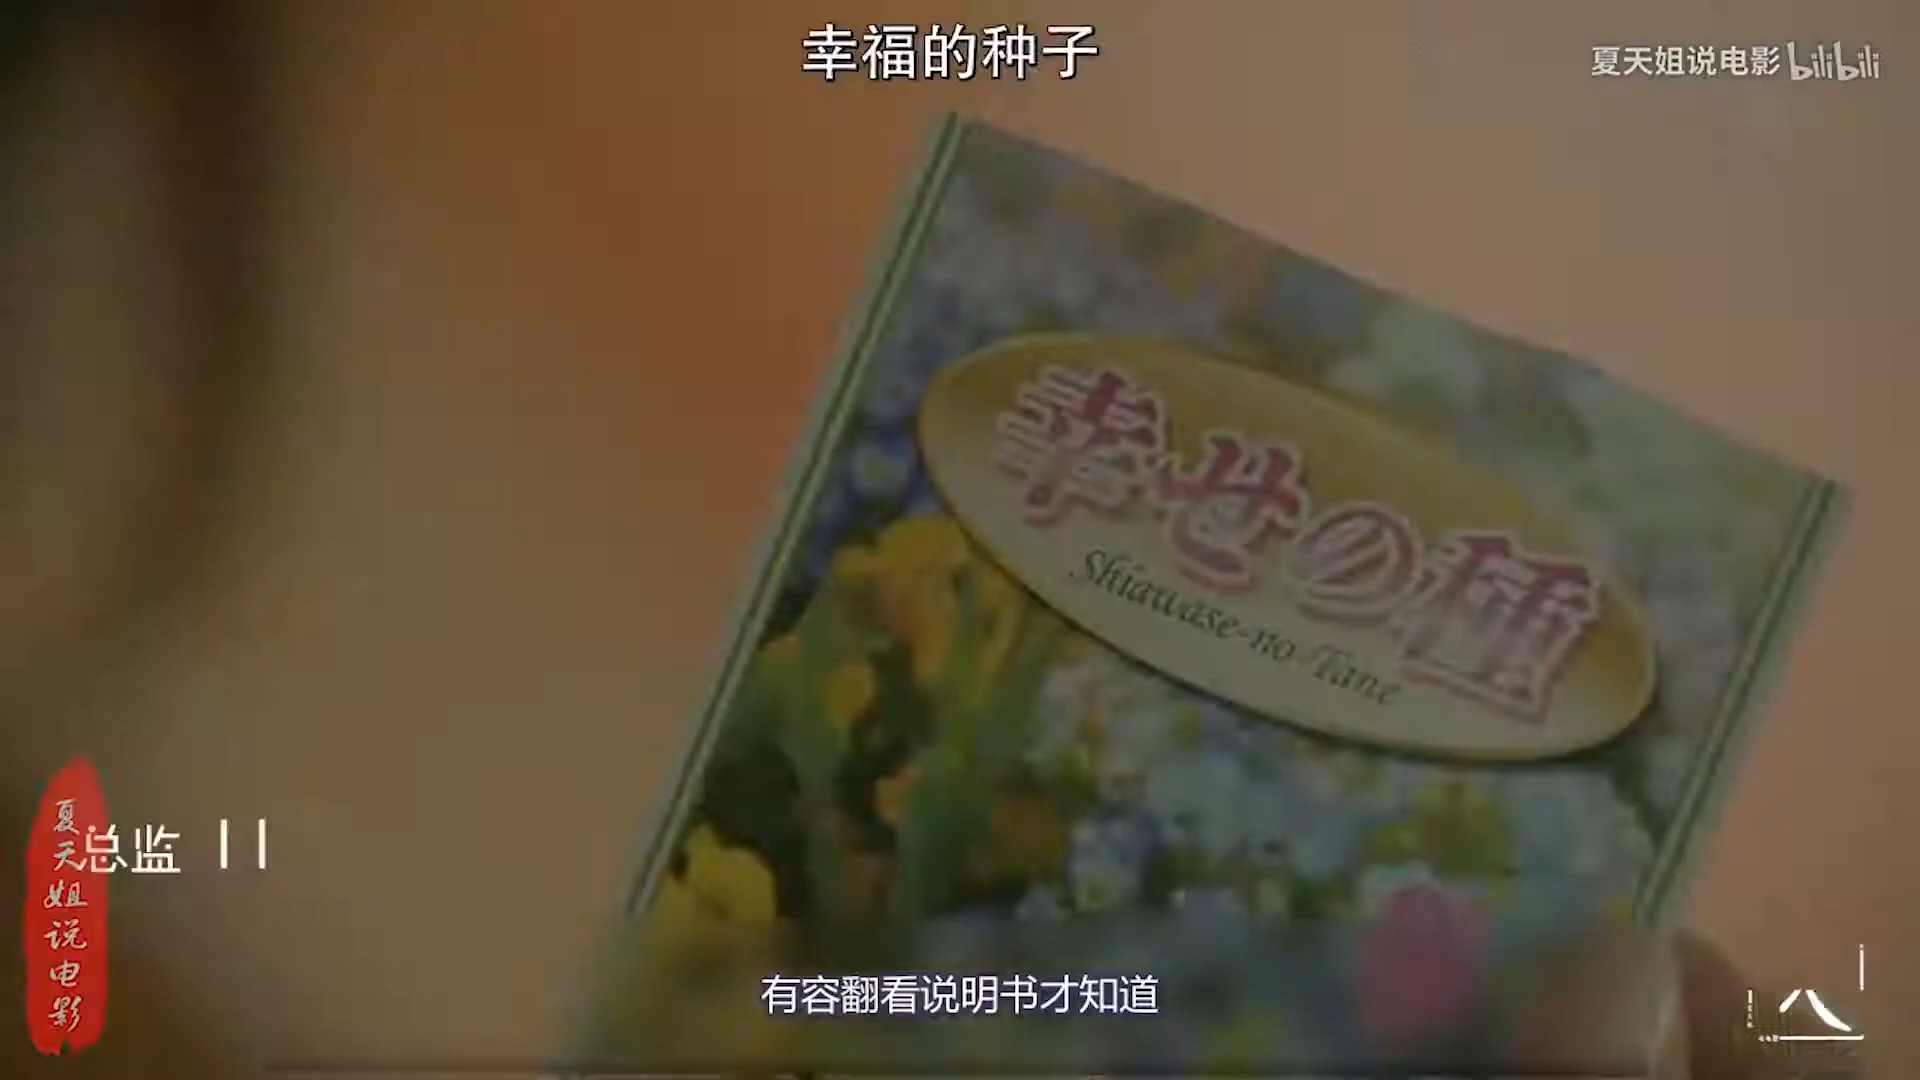 幸福的种子
夏天姐说电影 bilibili
幸せの種
Shiawase-no-Tane
夏天姐说电影
总监
有容翻看说明书才知道